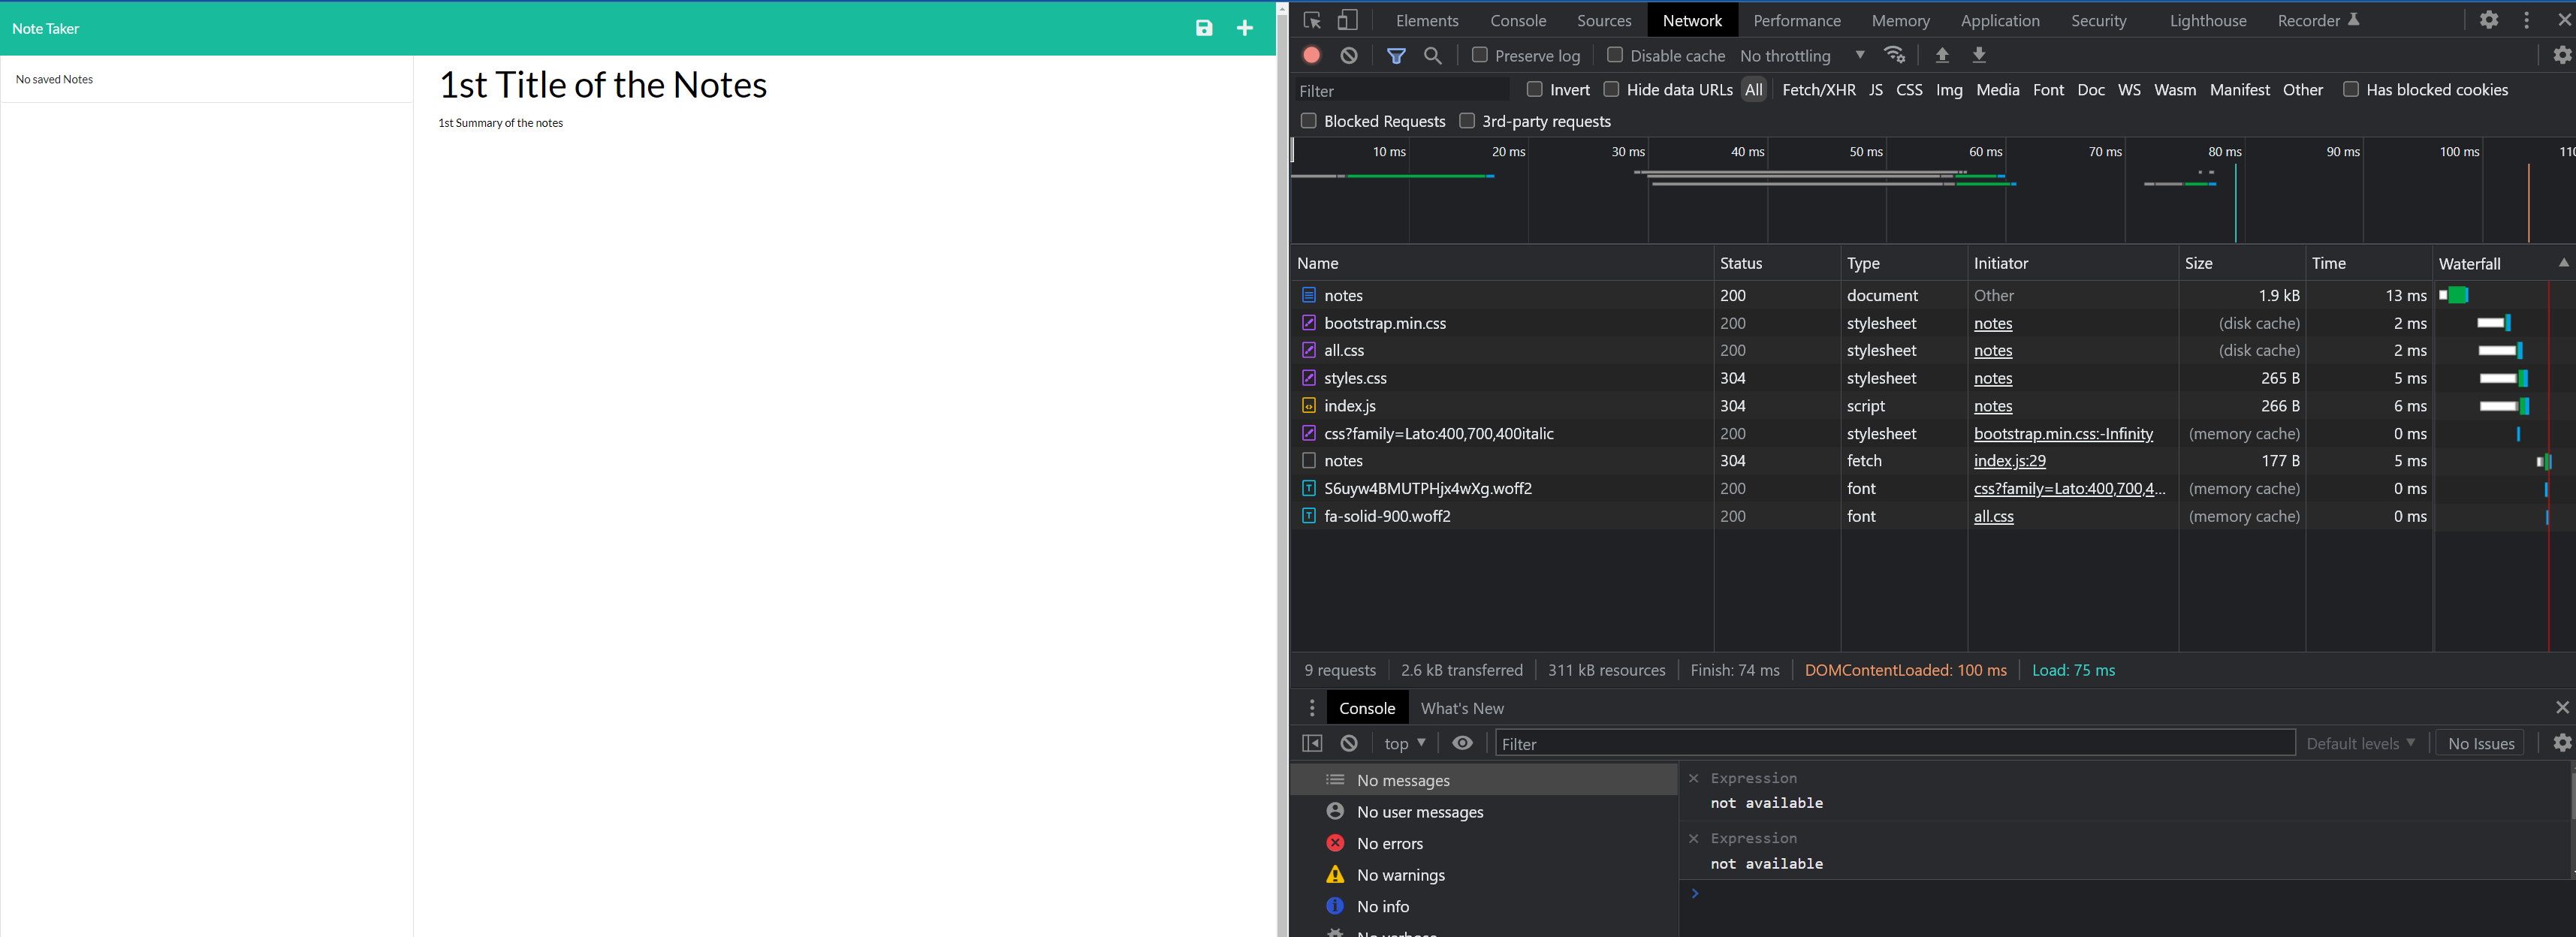 Note Taker
No saved Notes
1st Title of the Notes
1st Summary of the notes
Elements Console Sources Network Performance Memory Application Security Lighthouse Recorder
Preserve log Disable cache No throttling
Filter Invert Hide data URLs All Fetch/XHR JS CSS Img Media Font Doc WS Wasm Manifest Other Has blocked cookies
Blocked Requests 3rd-party requests
10 ms 20 ms 30 ms 40 ms 50 ms 60 ms 70 ms 80 ms 90 ms 100 ms 110
Name Status Type Initiator Size Time Waterfall
notes 200 document Other 1.9 kB 13 ms
bootstrap.min.css 200 stylesheet notes (disk cache) 2 ms
all.css 200 stylesheet notes (disk cache) 2 ms
styles.css 304 stylesheet notes 265 B 5 ms
index.js 304 script notes 266 B 6 ms
css?family=Lato:400,700,400italic 200 stylesheet bootstrap.min.css:-Infinity (memory cache) 0 ms
notes 304 fetch index.js:29 177 B 5 ms
S6uyw4BMUTPHjx4wXg.woff2 200 font css?family=Lato:400,700,4... (memory cache) 0 ms
fa-solid-900.woff2 200 font all.css (memory cache) 0 ms
9 requests 2.6 kB transferred 311 kB resources Finish: 74 ms DOMContentLoaded: 100 ms Load: 75 ms
Console What's New
top Filter Default levels No Issues
No messages
No user messages
No errors
No warnings
No info
No verbose
Expression
not available
Expression
not available